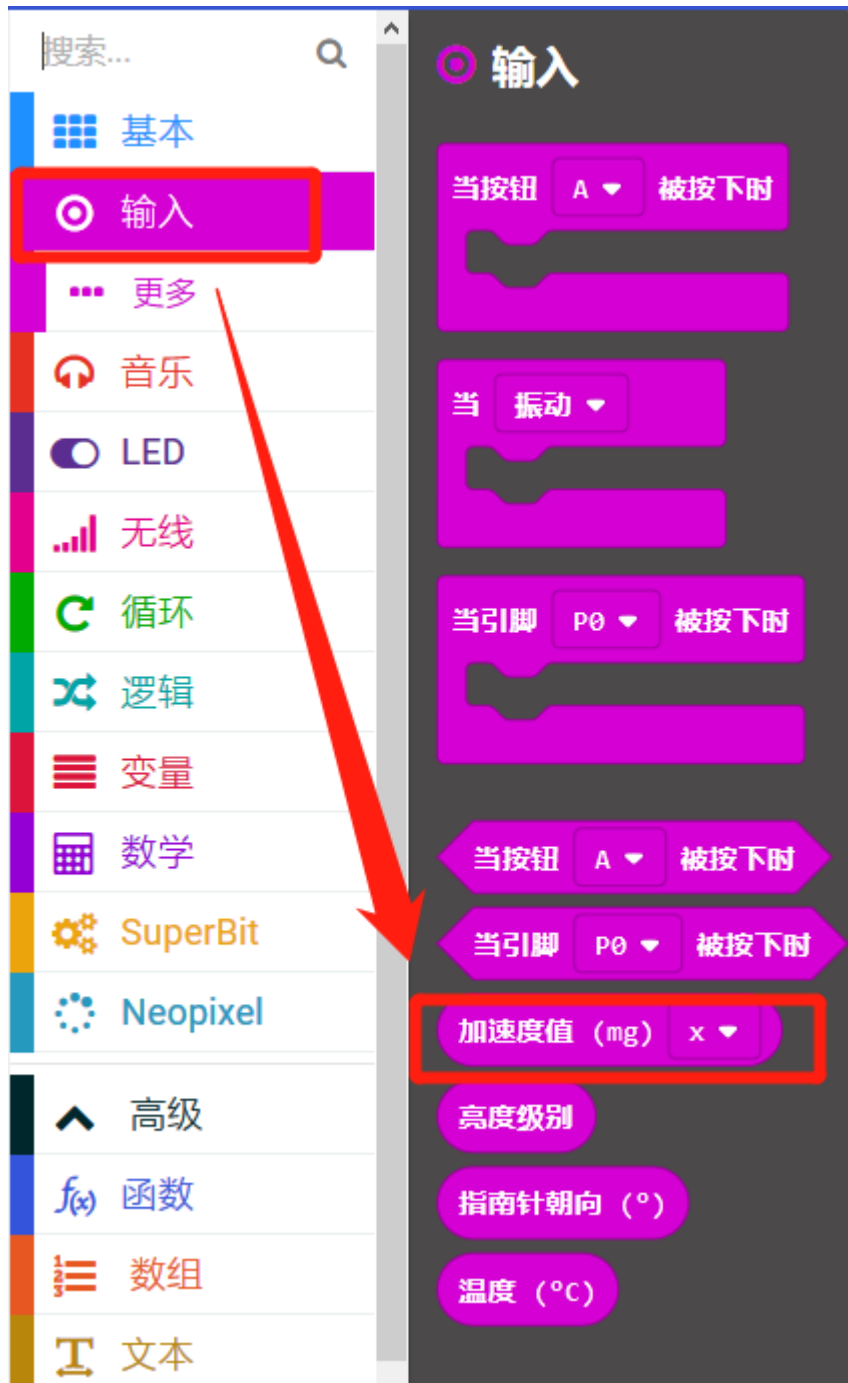 搜索...
基本
输入
更多
音乐
LED
无线
循环
逻辑
变量
数学
SuperBit
Neopixel
高级
f(x) 函数
数组
文本
输入
当按钮 A 被按下时
当 振动
当引脚 P0 被按下时
当按钮 A 被按下时
当引脚 P0 被按下时
加速度值 (mg) x
亮度级别
指南针朝向 (°)
温度 (°C)